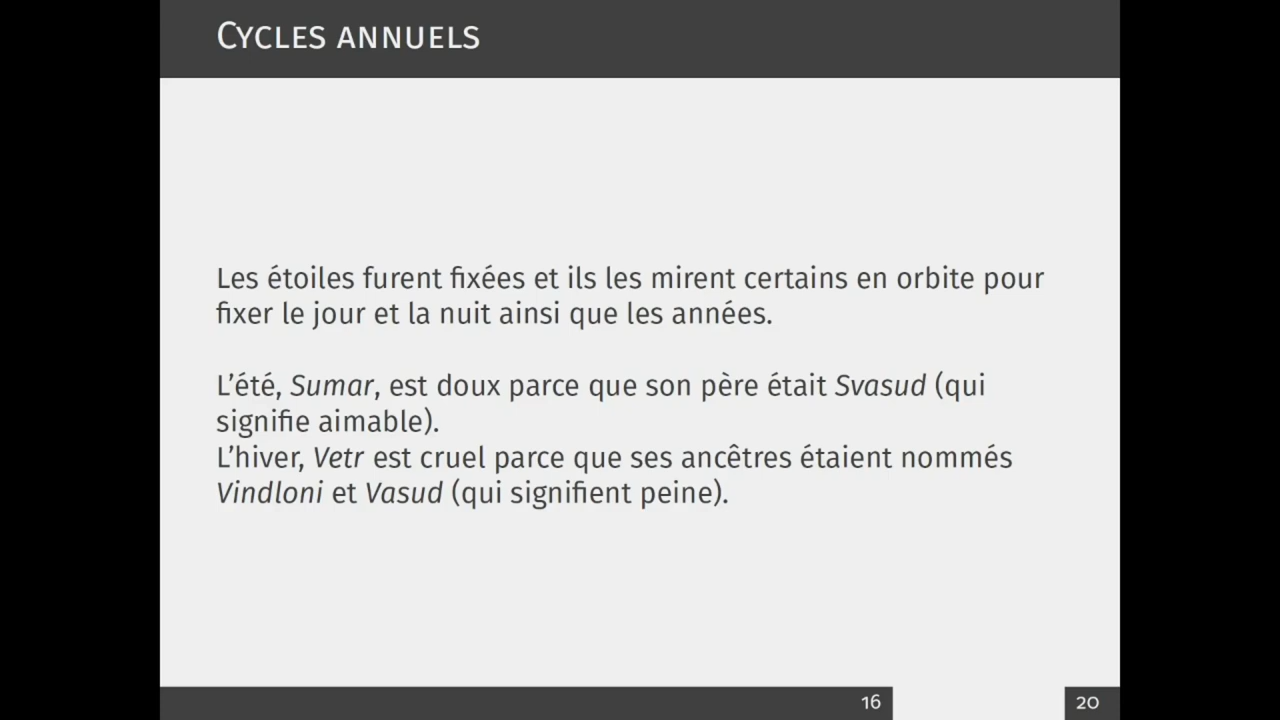 Cycles annuels
Les étoiles furent fixées et ils les mirent certains en orbite pour
fixer le jour et la nuit ainsi que les années.
L’été, Sumar, est doux parce que son père était Svasud (qui
signifie aimable).
L’hiver, Vetr est cruel parce que ses ancêtres étaient nommés
Vindloni et Vasud (qui signifient peine).
16
20